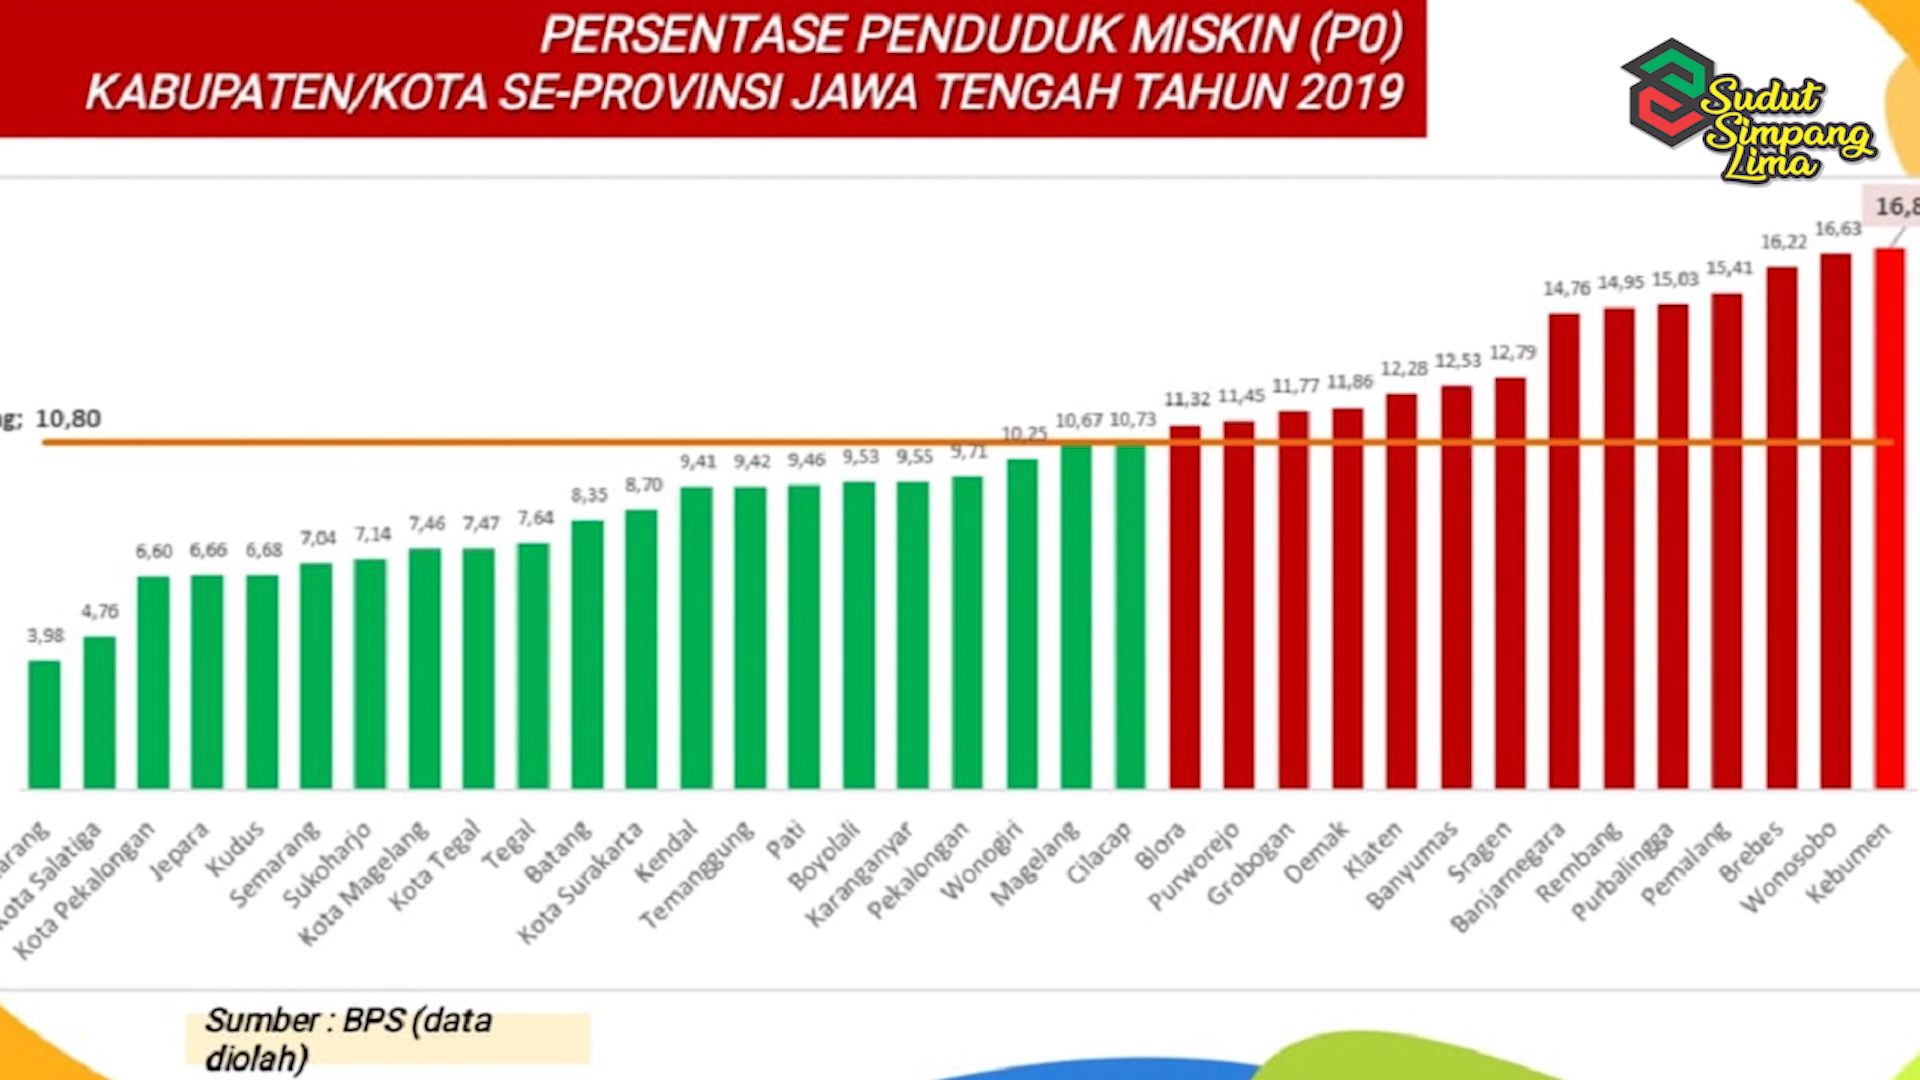 PERSENTASE PENDUDUK MISKIN (P0)
KABUPATEN/KOTA SE-PROVINSI JAWA TENGAH TAHUN 2019
Sudut
Simpang
Lima
10,80
3,98
4,76
6,60
6,66
6,68
7,04
7,14
7,46
7,47
7,64
8,35
8,70
9,41
9,42
9,46
9,53
9,55
9,71
10,25
10,67
10,73
11,32
11,45
11,77
11,86
12,28
12,53
12,79
14,76
14,95
15,03
15,41
16,22
16,63
16,8
Kota Salatiga
Kota Pekalongan
Jepara
Kudus
Semarang
Sukoharjo
Kota Magelang
Kota Tegal
Tegal
Batang
Kota Surakarta
Kendal
Temanggung
Pati
Boyolali
Karanganyar
Pekalongan
Wonogiri
Magelang
Cilacap
Blora
Purworejo
Grobogan
Demak
Klaten
Banyumas
Sragen
Banjarnegara
Rembang
Purbalingga
Pemalang
Brebes
Wonosobo
Kebumen
Sumber : BPS (data
diolah)